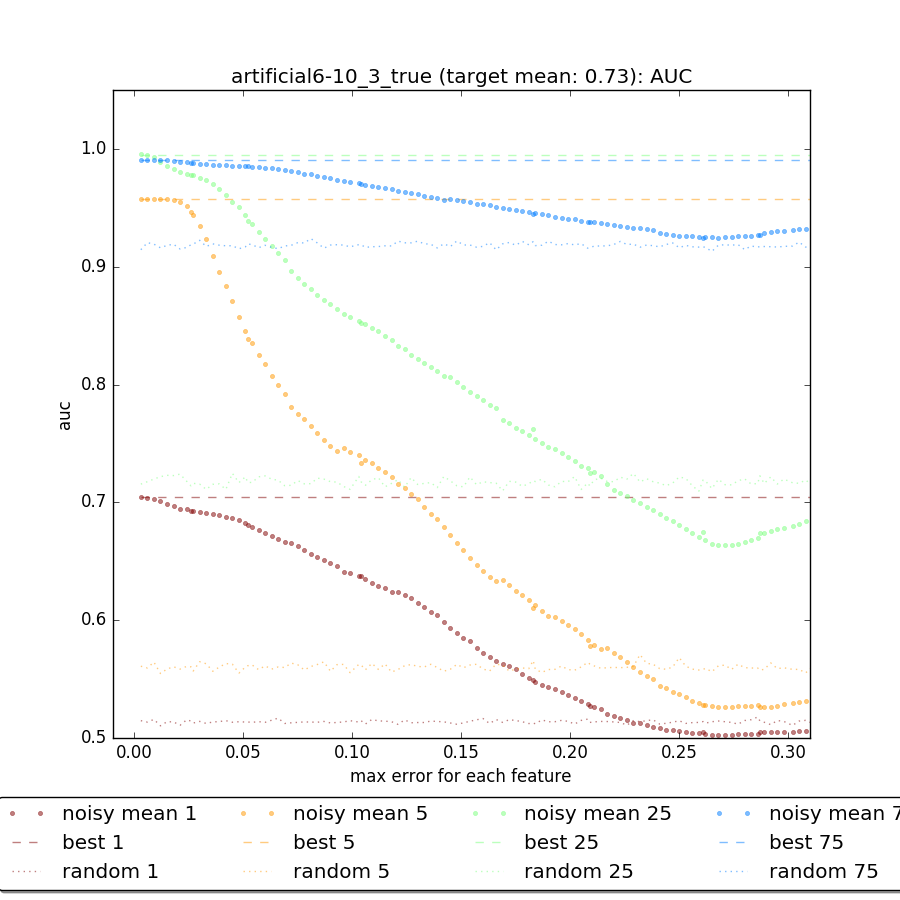 artificial6-10_3_true (target mean: 0.73): AUC
1.0
0.9
0.8
0.7
0.6
0.5
auc
0.00 0.05 0.10 0.15 0.20 0.25 0.30
max error for each feature
noisy mean 1 noisy mean 5 noisy mean 25 noisy mean 7
best 1 best 5 best 25 best 75
random 1 random 5 random 25 random 75